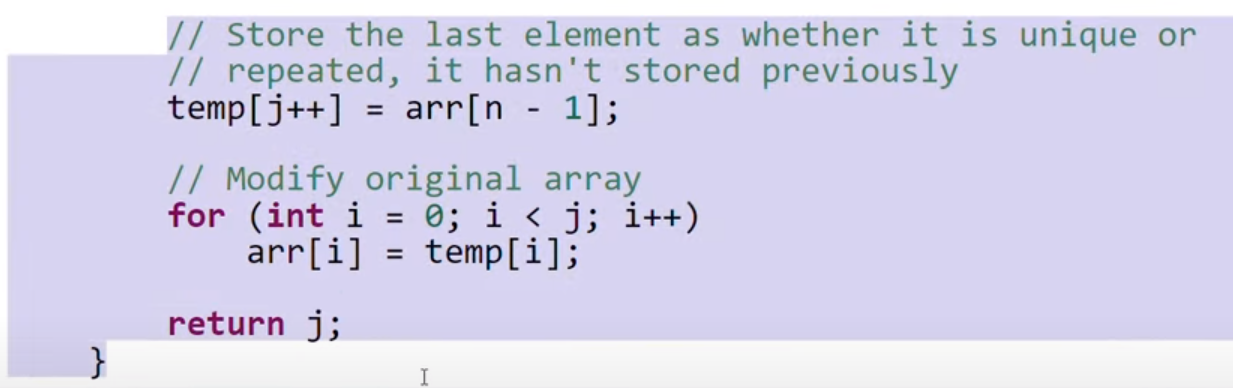 // Store the last element as whether it is unique or
// repeated, it hasn't stored previously
temp[j++] = arr[n - 1];
// Modify original array
for (int i = 0; i < j; i++)
arr[i] = temp[i];
return j;
}